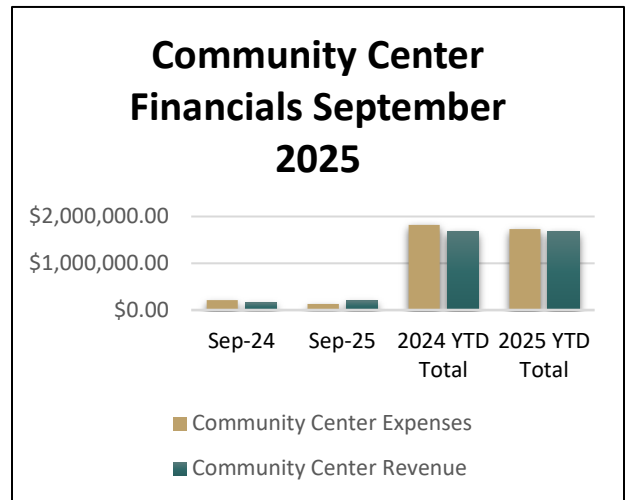 Community Center
Financials September
2025
$2,000,000.00
$1,000,000.00
$0.00
Sep-24 Sep-25 2024 YTD 2025 YTD
Total Total
Community Center Expenses
Community Center Revenue